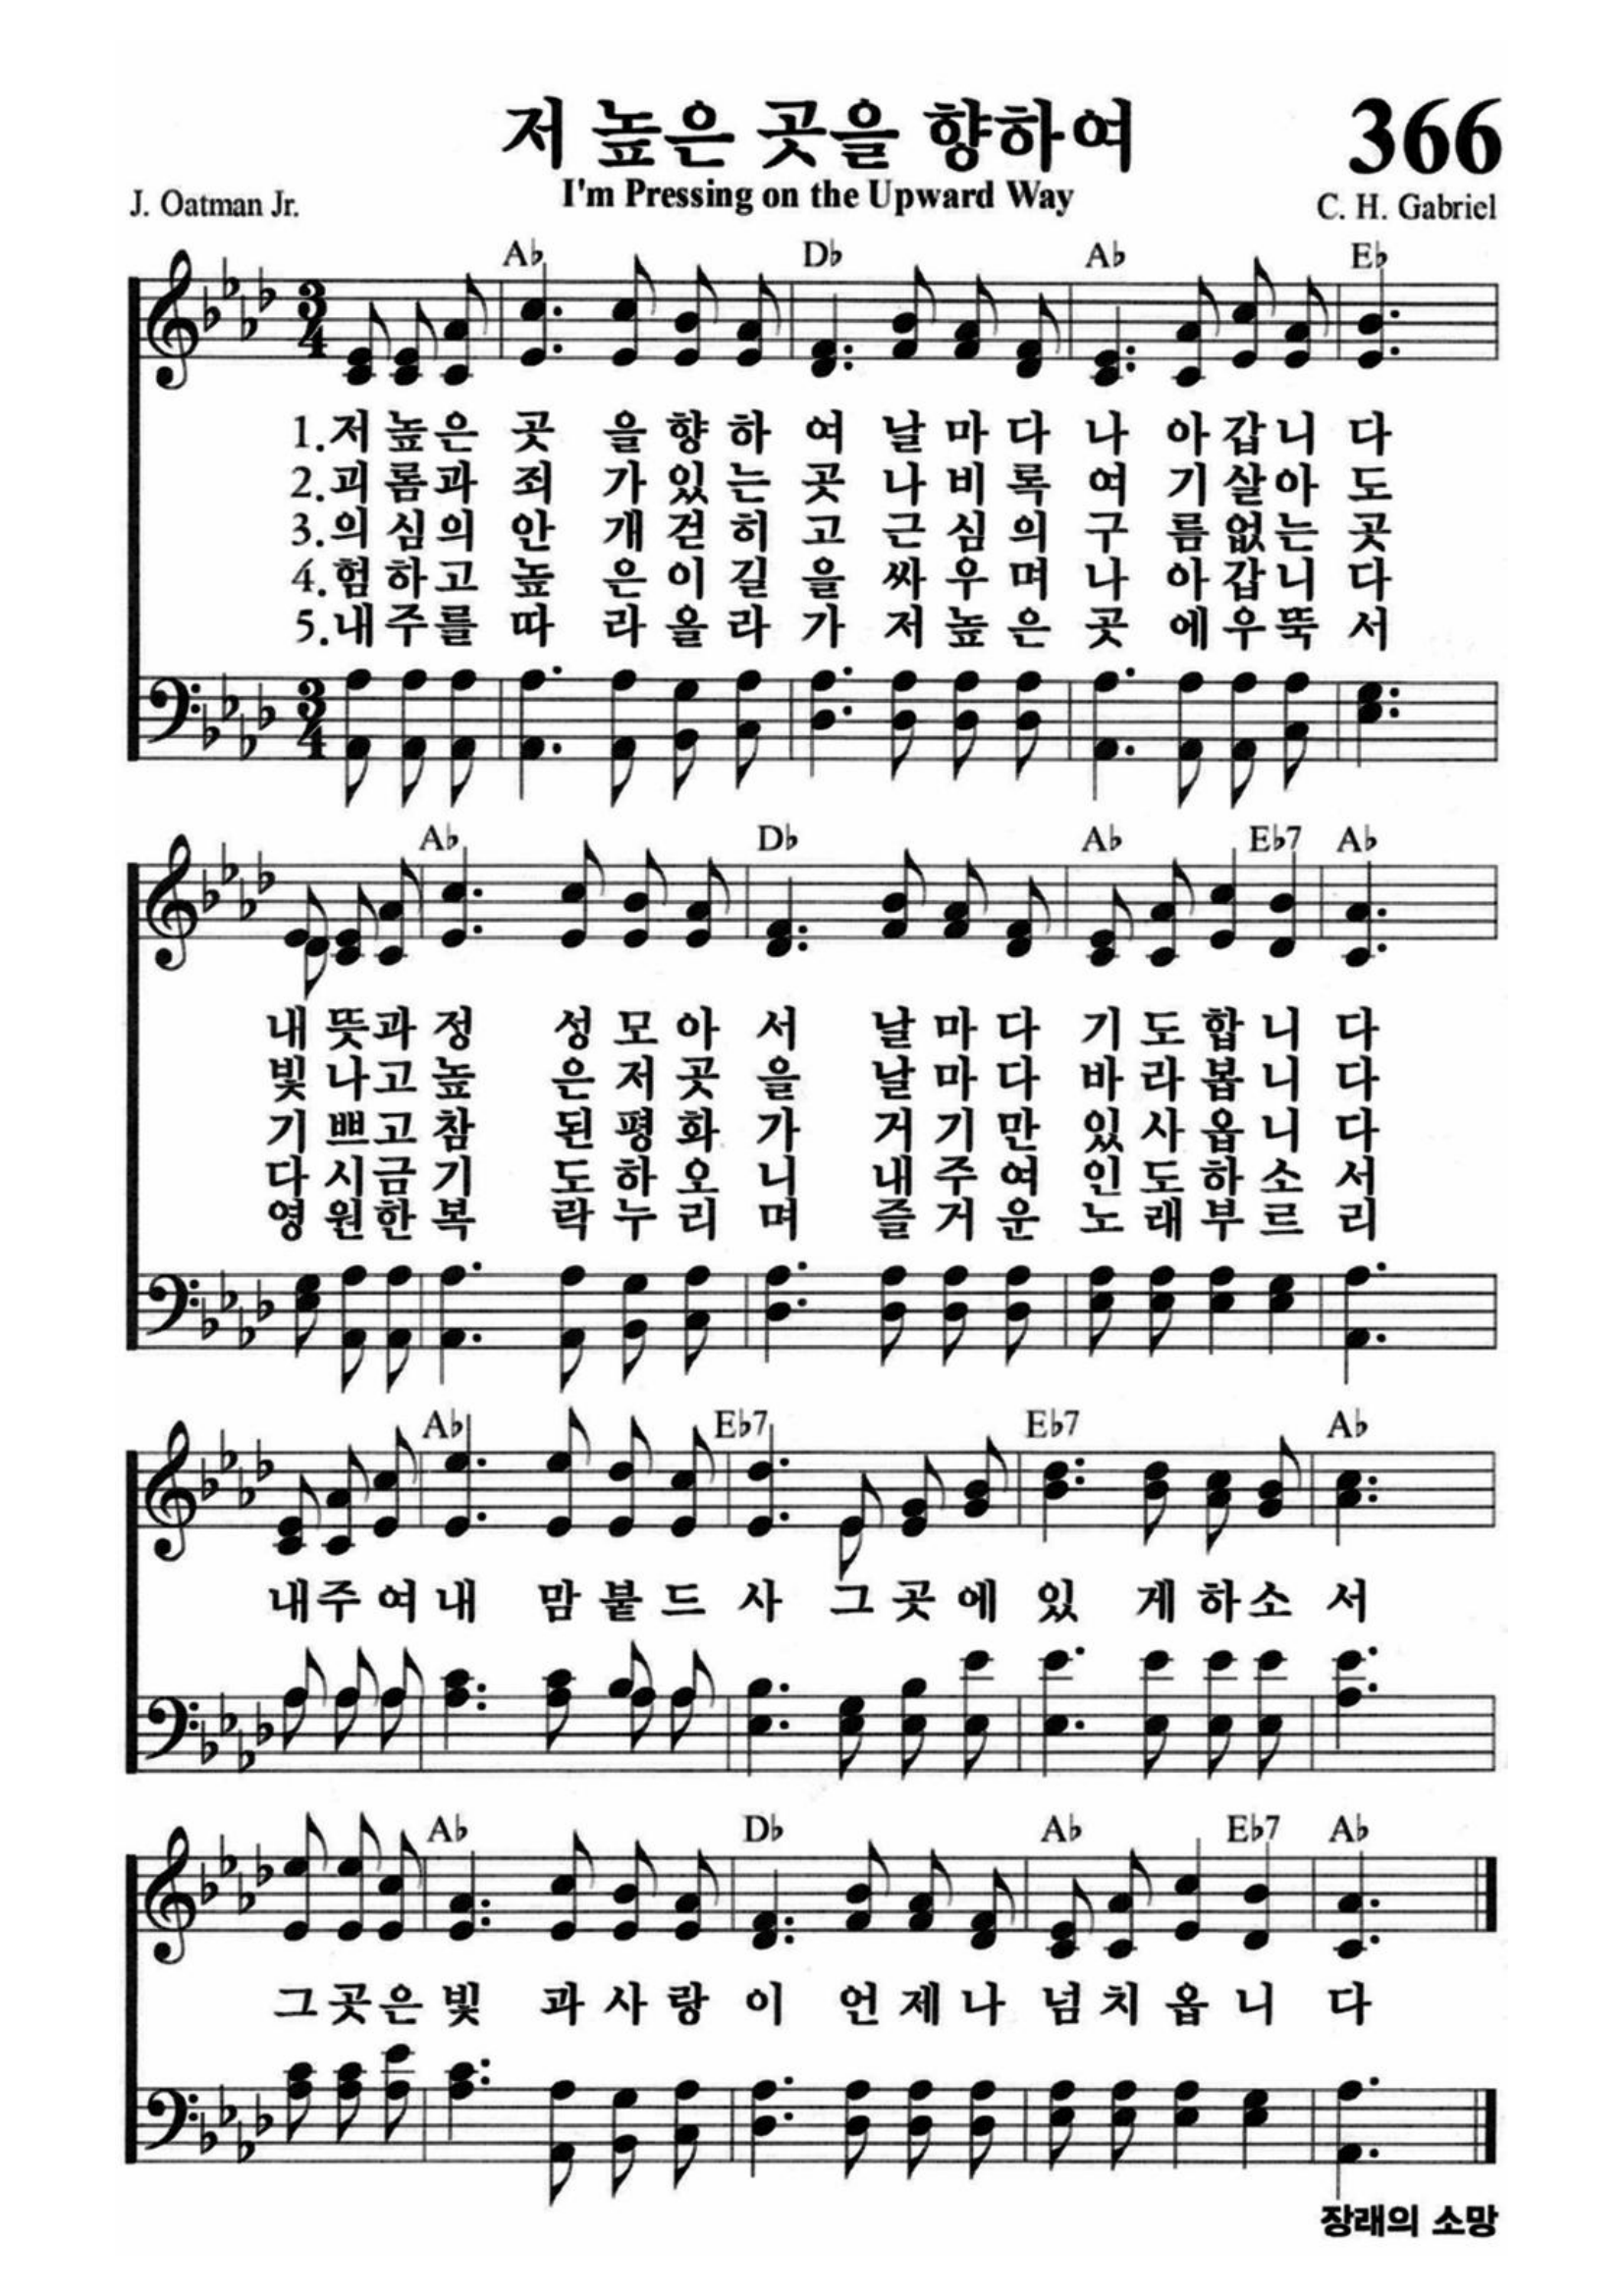 저 높은 곳을 향하여 366
J. Oatman Jr. I'm Pressing on the Upward Way C. H. Gabriel
A♭ D♭ A♭ E♭
3/4
1.저높은 곳 을향하 여 날마다 나 아갑니 다
2.괴롬과 죄 가있는 곳 나비록 여 기살아 도
3.의심의 안 개걷히 고 근심의 구 름없는 곳
4.험하고 높 은이길 을 싸우며 나 아갑니 다
5.내주를 따 라올라 가 저높은 곳 에우뚝 서
3/4
A♭ D♭ A♭ E♭7 A♭
내 뜻과 정 성모아 서 날마다 기도합니 다
빛 나고 높 은저곳 을 날마다 바라봅니 다
기 쁘고 참 된평화 가 거기만 있사옵니 다
다 시금 기 도하오 니 내주여 인도하소 서
영 원한 복 락누리 며 즐거운 노래부르 리
A♭ E♭7 E♭7 A♭
내주여 내 맘붙드 사 그곳에 있 게하소 서
A♭ D♭ A♭ E♭7 A♭
그곳은 빛 과사랑 이 언제나 넘치옵니 다
장래의 소망